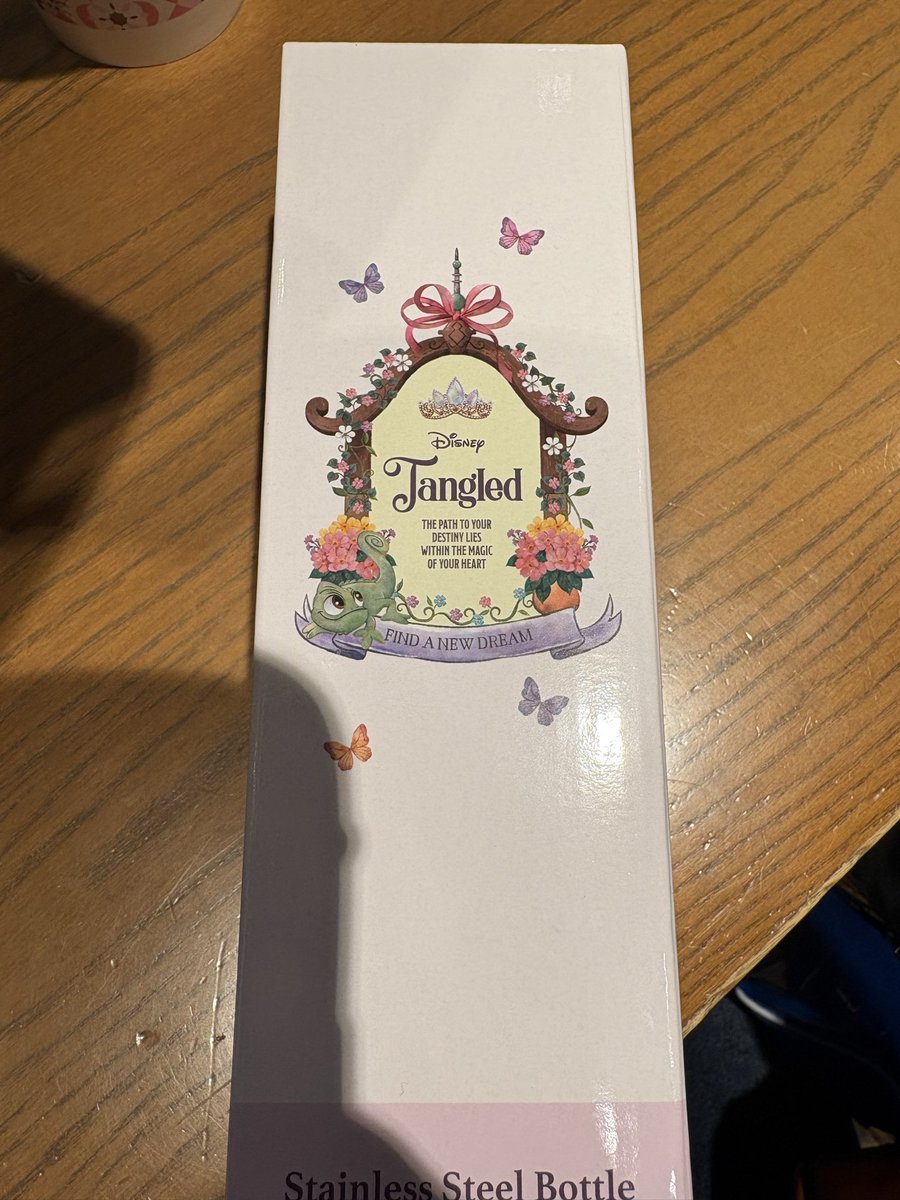 Disney
Tangled
THE PATH TO YOUR
DESTINY LIES
WITHIN THE MAGIC
OF YOUR HEART
FIND A NEW DREAM
Stainless Steel Bottle